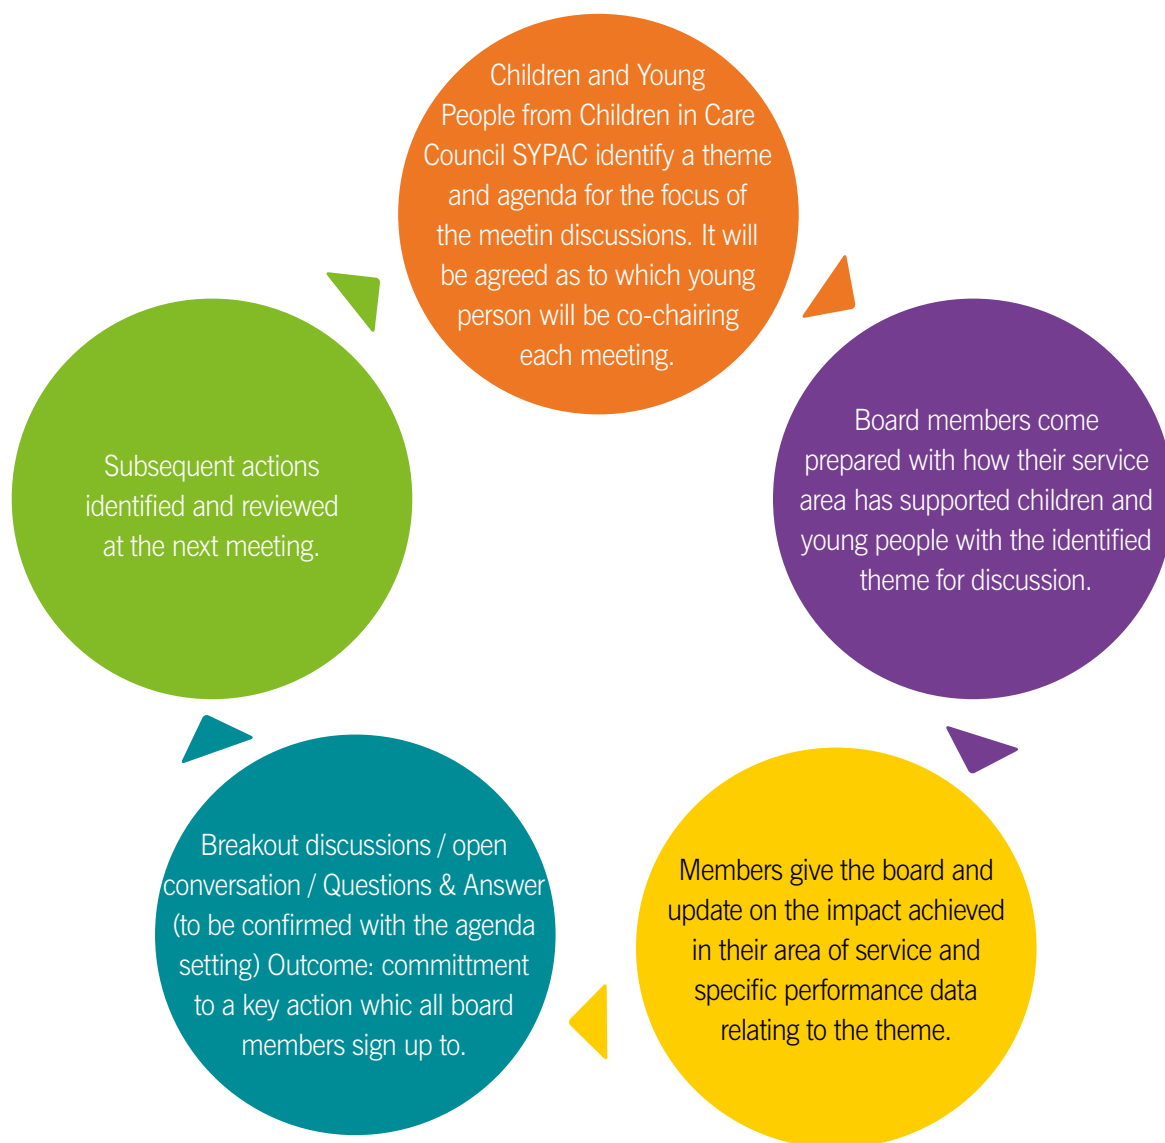 Children and Young
People from Children in Care
Council SYPAC identify a theme
and agenda for the focus of
the meetin discussions. It will
be agreed as to which young
person will be co-chairing
each meeting.
Board members come
prepared with how their service
area has supported children and
young people with the identified
theme for discussion.
Members give the board and
update on the impact achieved
in their area of service and
specific performance data
relating to the theme.
Breakout discussions / open
conversation / Questions & Answer
(to be confirmed with the agenda
setting) Outcome: committment
to a key action whic all board
members sign up to.
Subsequent actions
identified and reviewed
at the next meeting.